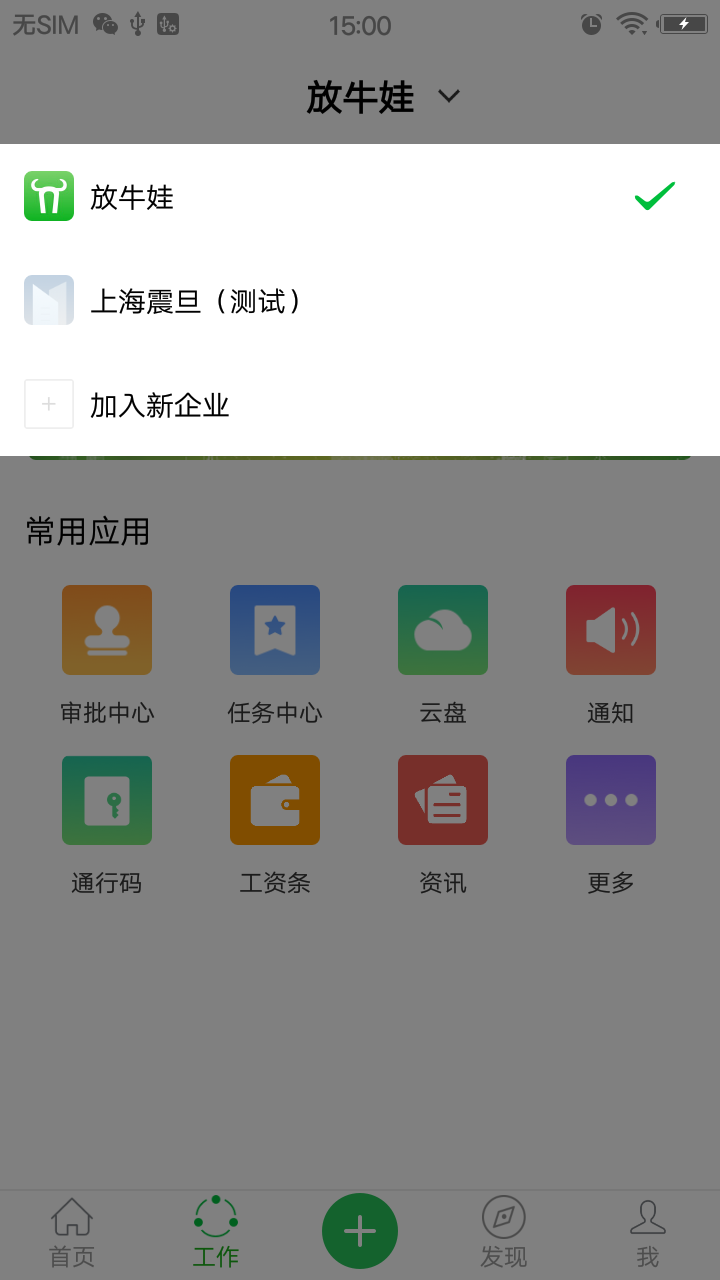 无SIM 15:00
放牛娃
放牛娃
上海震旦（测试）
加入新企业
常用应用
审批中心 任务中心 云盘 通知
通行码 工资条 资讯 更多
首页 工作 发现 我